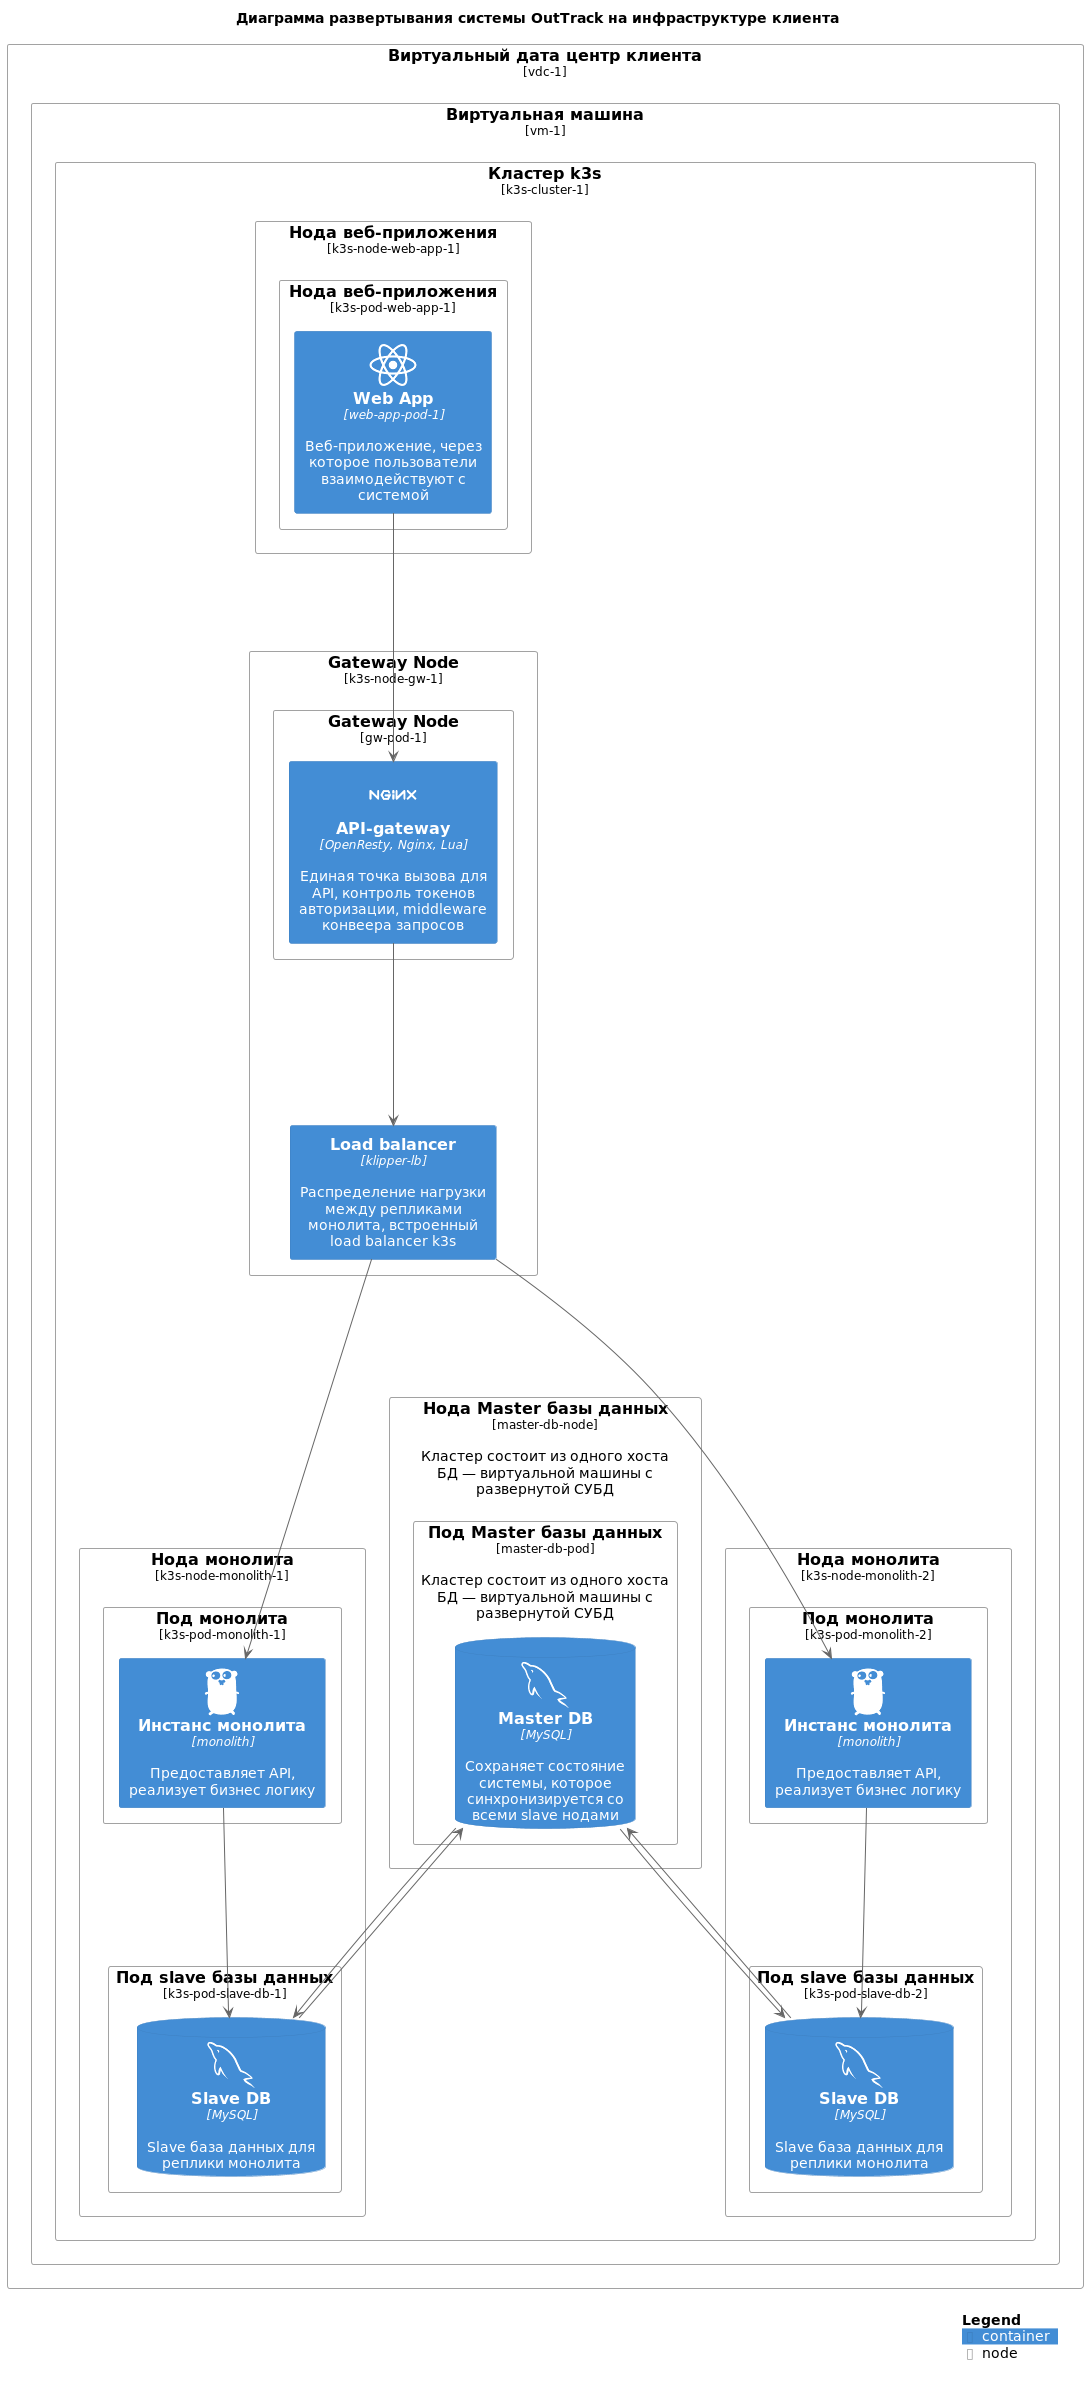 Диаграмма развертывания системы OutTrack на инфраструктуре клиента
Виртуальный дата центр клиента
[vdc-1]
Виртуальная машина
[vm-1]
Кластер k3s
[k3s-cluster-1]
Нода веб-приложения
[k3s-node-web-app-1]
Нода веб-приложения
[k3s-pod-web-app-1]
Web App
[web-app-pod-1]
Веб-приложение, через
которое пользователи
взаимодействуют с
системой
Gateway Node
[k3s-node-gw-1]
Gateway Node
[gw-pod-1]
NGINX
API-gateway
[OpenResty, Nginx, Lua]
Единая точка вызова для
API, контроль токенов
авторизации, middleware
конвеера запросов
Load balancer
[klipper-lb]
Распределение нагрузки
между репликами
монолита, встроенный
load balancer k3s
Нода Master базы данных
[master-db-node]
Кластер состоит из одного хоста
БД — виртуальной машины с
развернутой СУБД
Под Master базы данных
[master-db-pod]
Кластер состоит из одного хоста
БД — виртуальной машины с
развернутой СУБД
Master DB
[MySQL]
Сохраняет состояние
системы, которое
синхронизируется со
всеми slave нодами
Нода монолита
[k3s-node-monolith-1]
Под монолита
[k3s-pod-monolith-1]
Инстанс монолита
[monolith]
Предоставляет API,
реализует бизнес логику
Нода монолита
[k3s-node-monolith-2]
Под монолита
[k3s-pod-monolith-2]
Инстанс монолита
[monolith]
Предоставляет API,
реализует бизнес логику
Под slave базы данных
[k3s-pod-slave-db-1]
Slave DB
[MySQL]
Slave база данных для
реплики монолита
Под slave базы данных
[k3s-pod-slave-db-2]
Slave DB
[MySQL]
Slave база данных для
реплики монолита
Legend
container
node